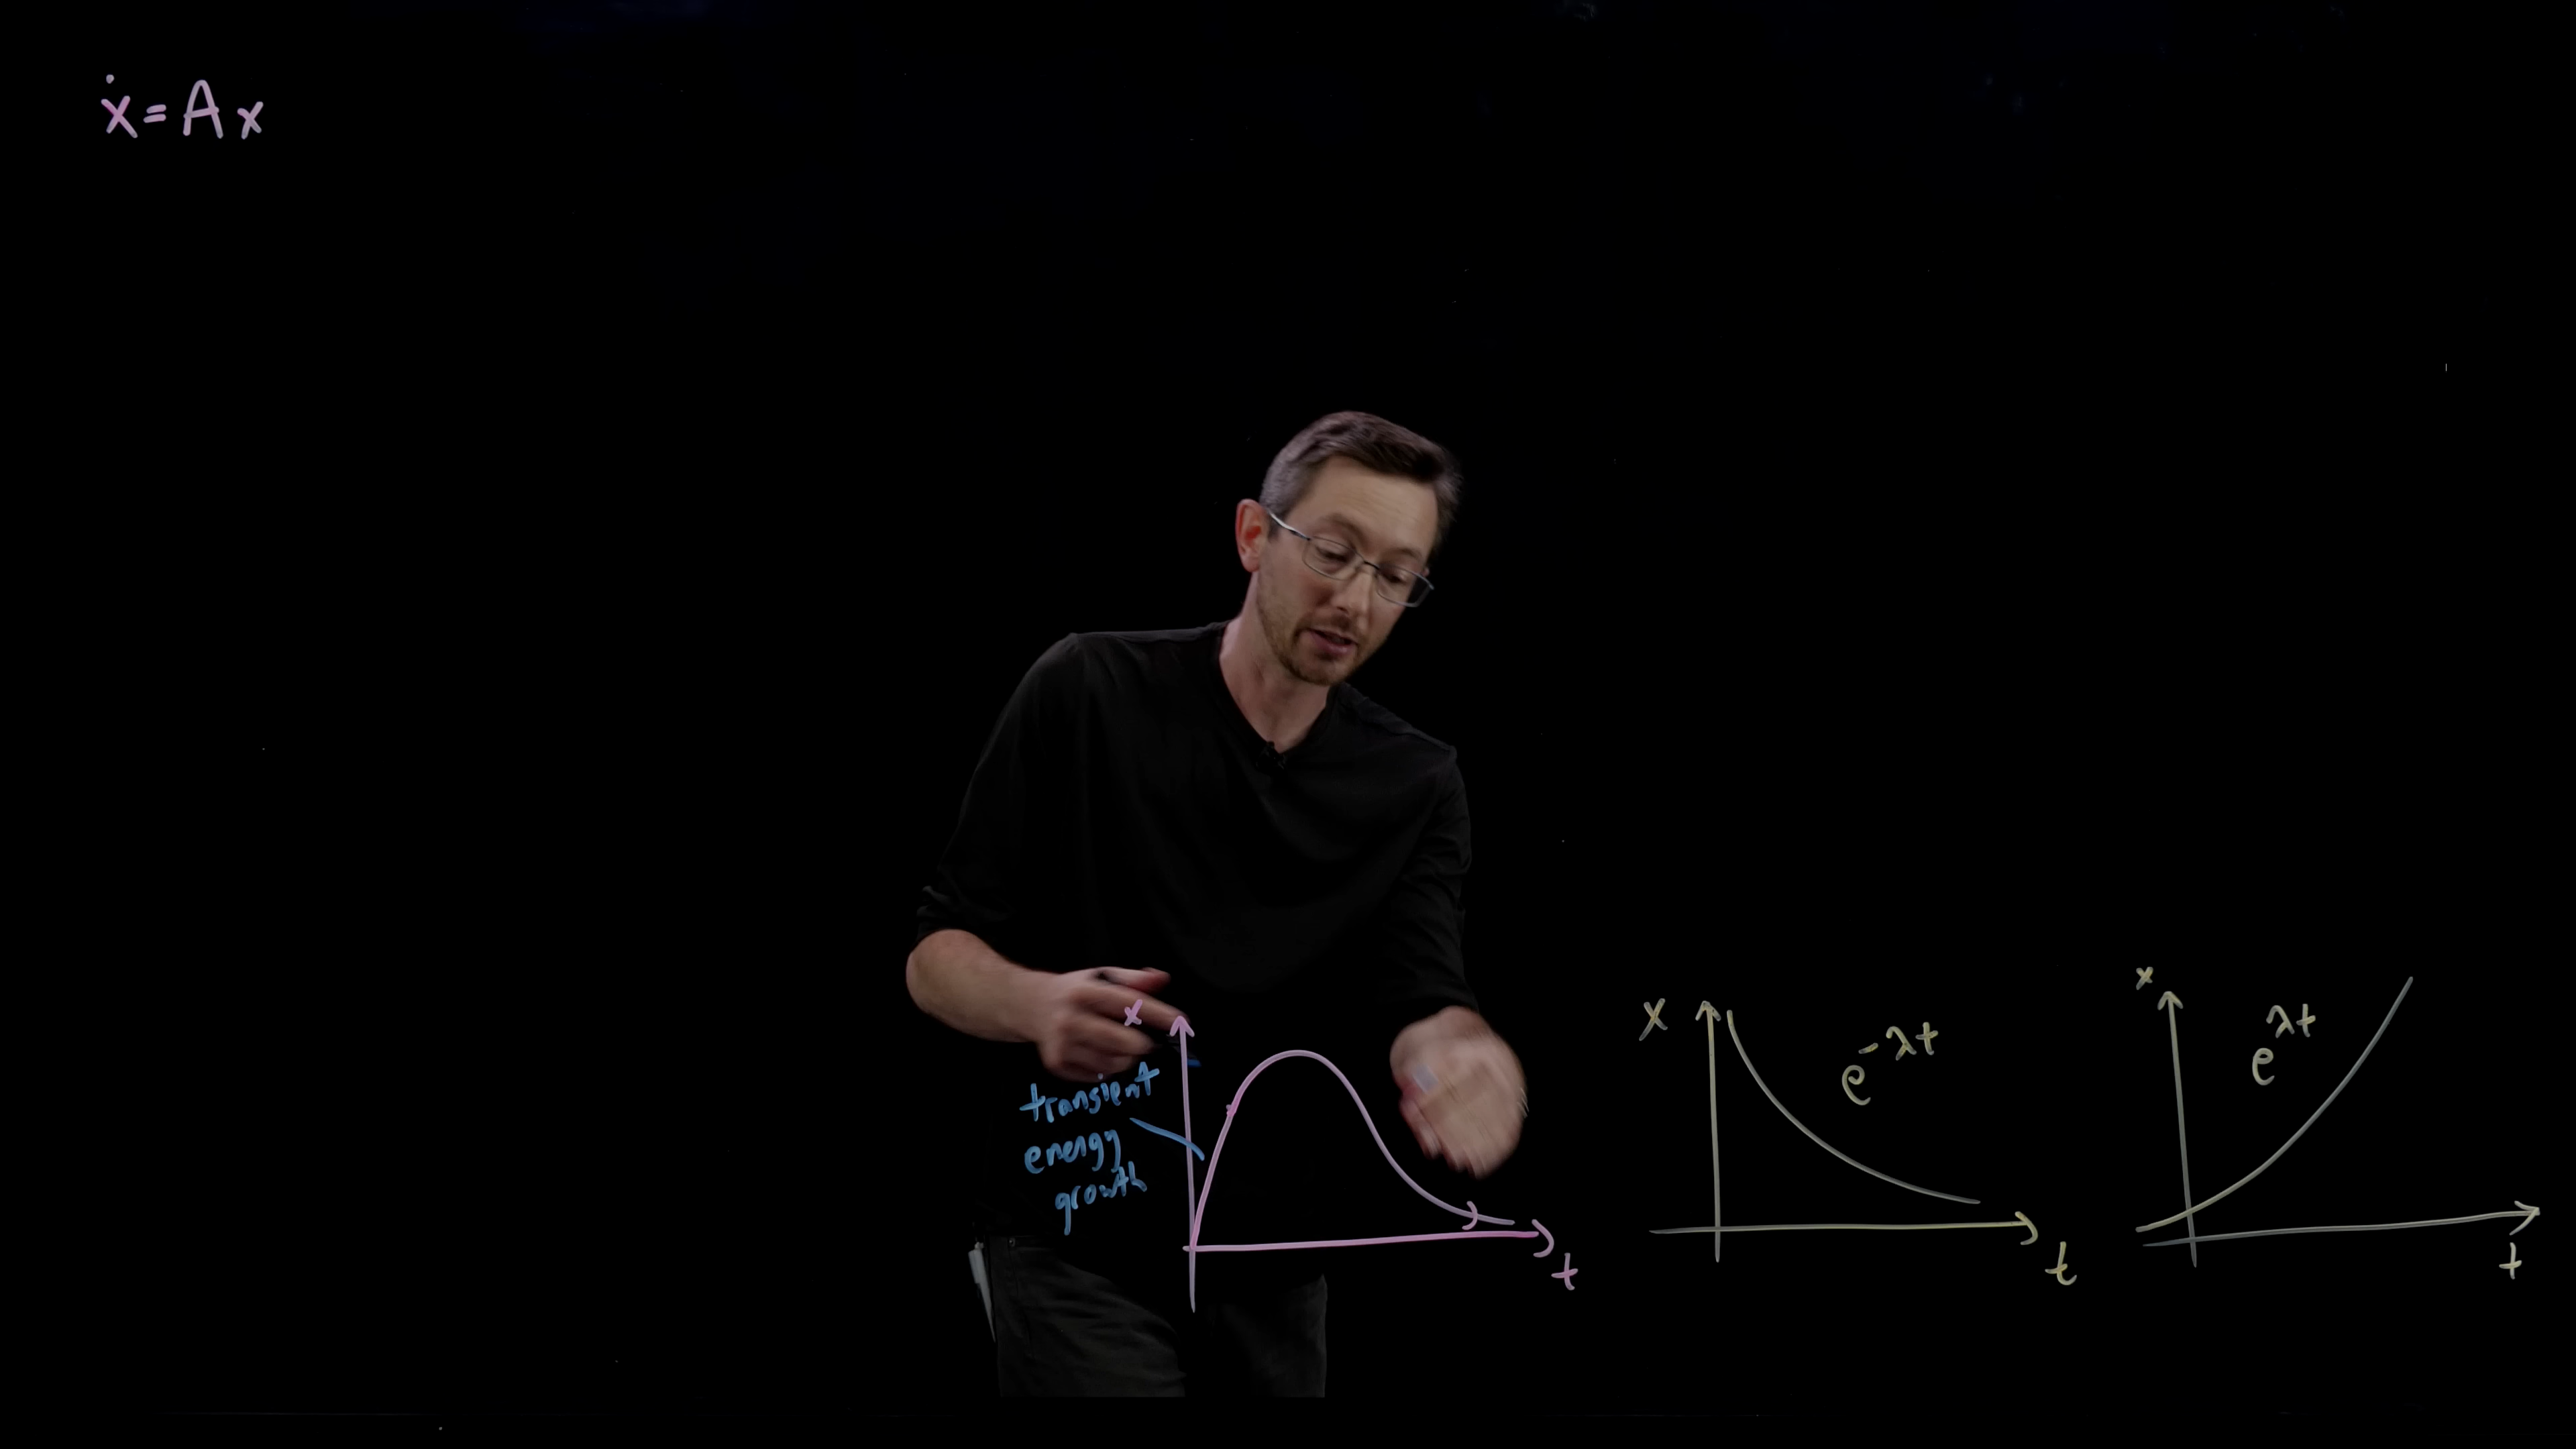 ẋ = A x
x
transient
energy
growth
t
x
e^{-λt}
t
x
e^{λt}
t